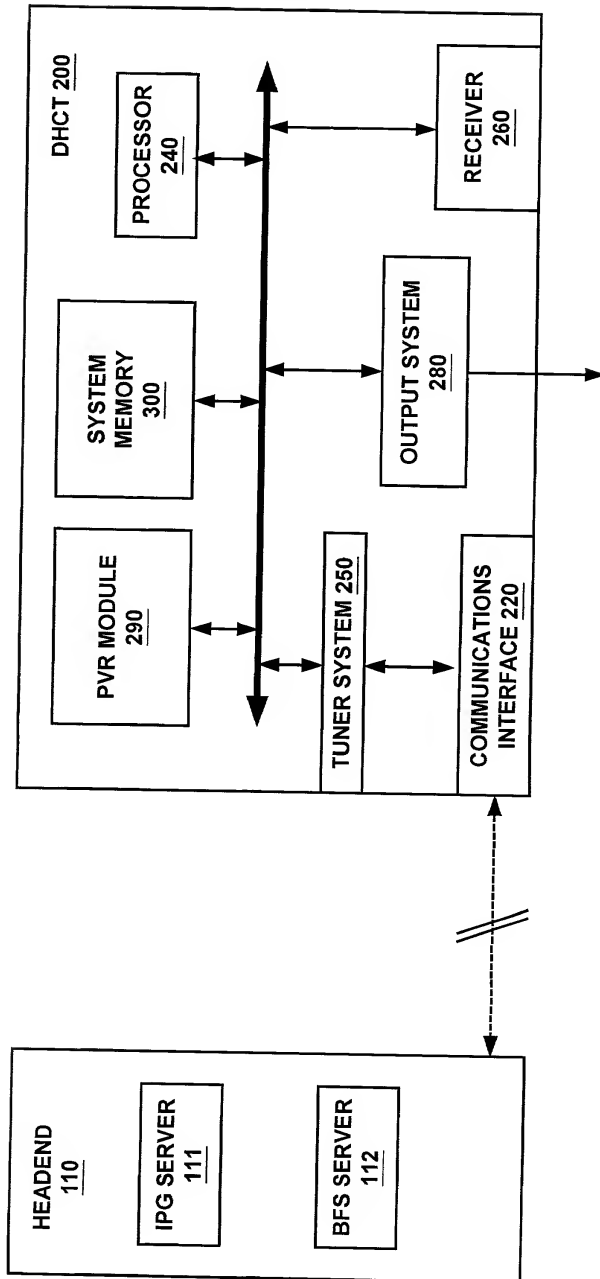 HEADEND
110
IPG SERVER
111
BFS SERVER
112
DHCT 200
PVR MODULE
290
SYSTEM
MEMORY
300
PROCESSOR
240
TUNER SYSTEM 250
COMMUNICATIONS
INTERFACE 220
OUTPUT SYSTEM
280
RECEIVER
260